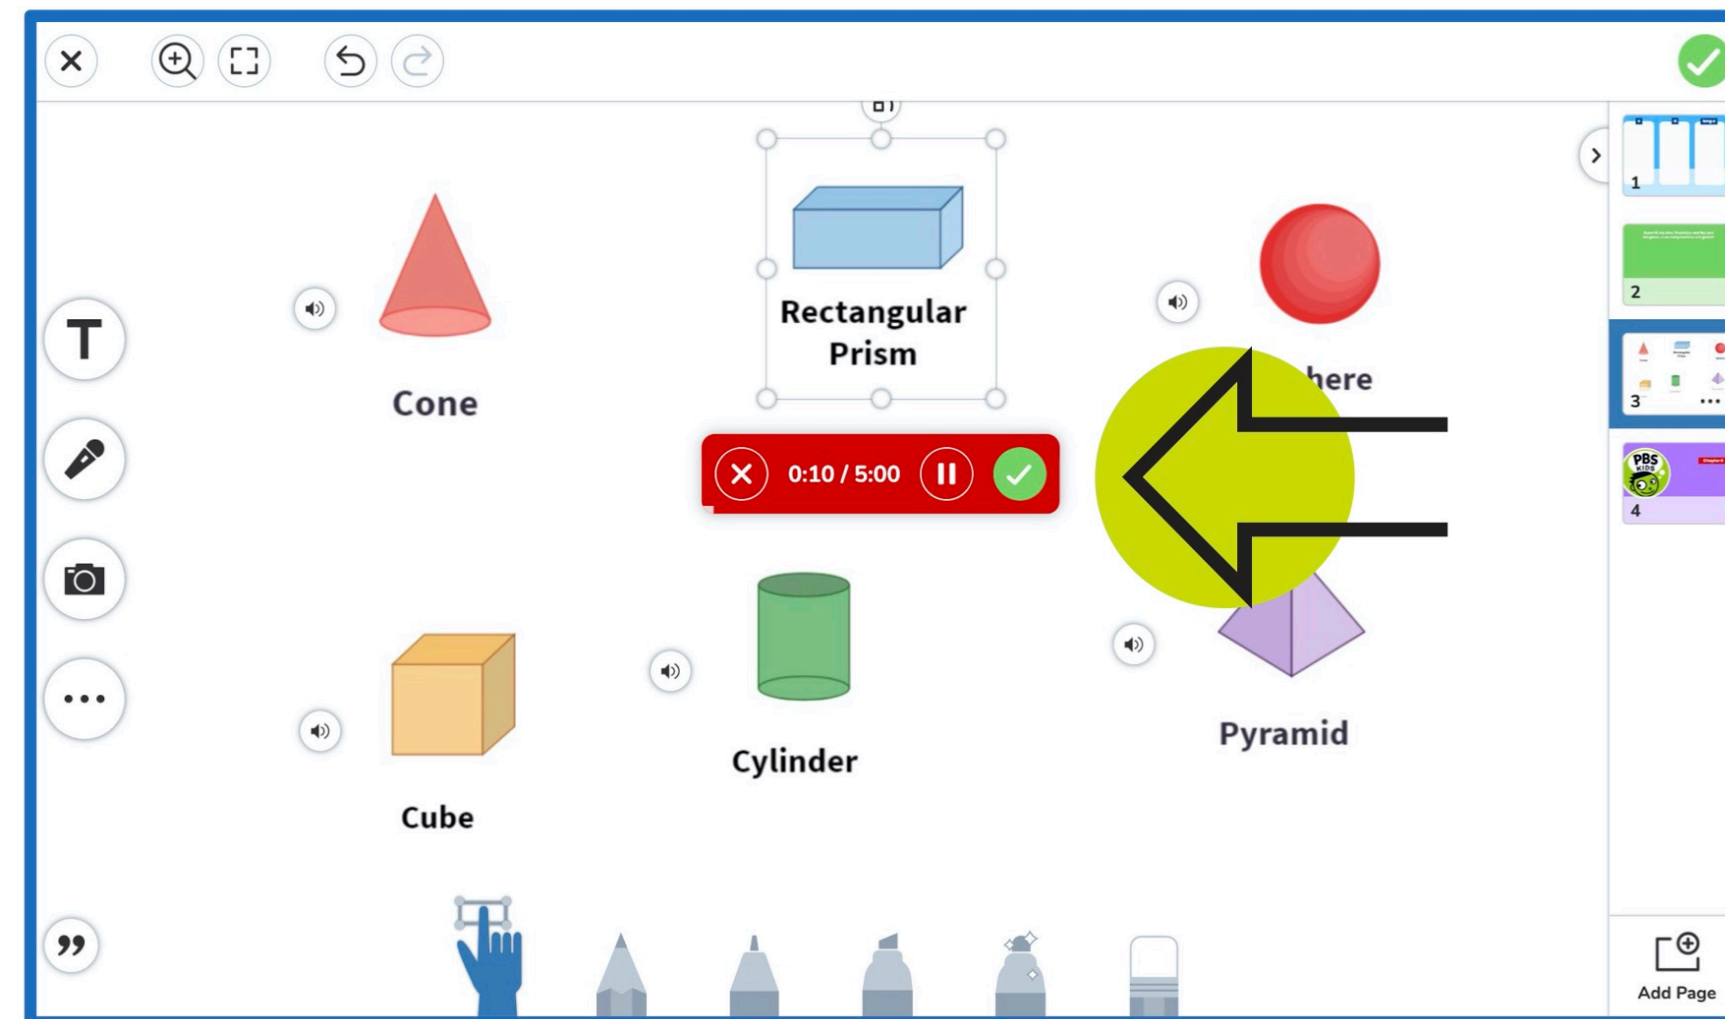 Cone
Rectangular
Prism
here
0:10 / 5:00
Cube
Cylinder
Pyramid
T
1
2
3
PBS
KIDS
4
Add Page